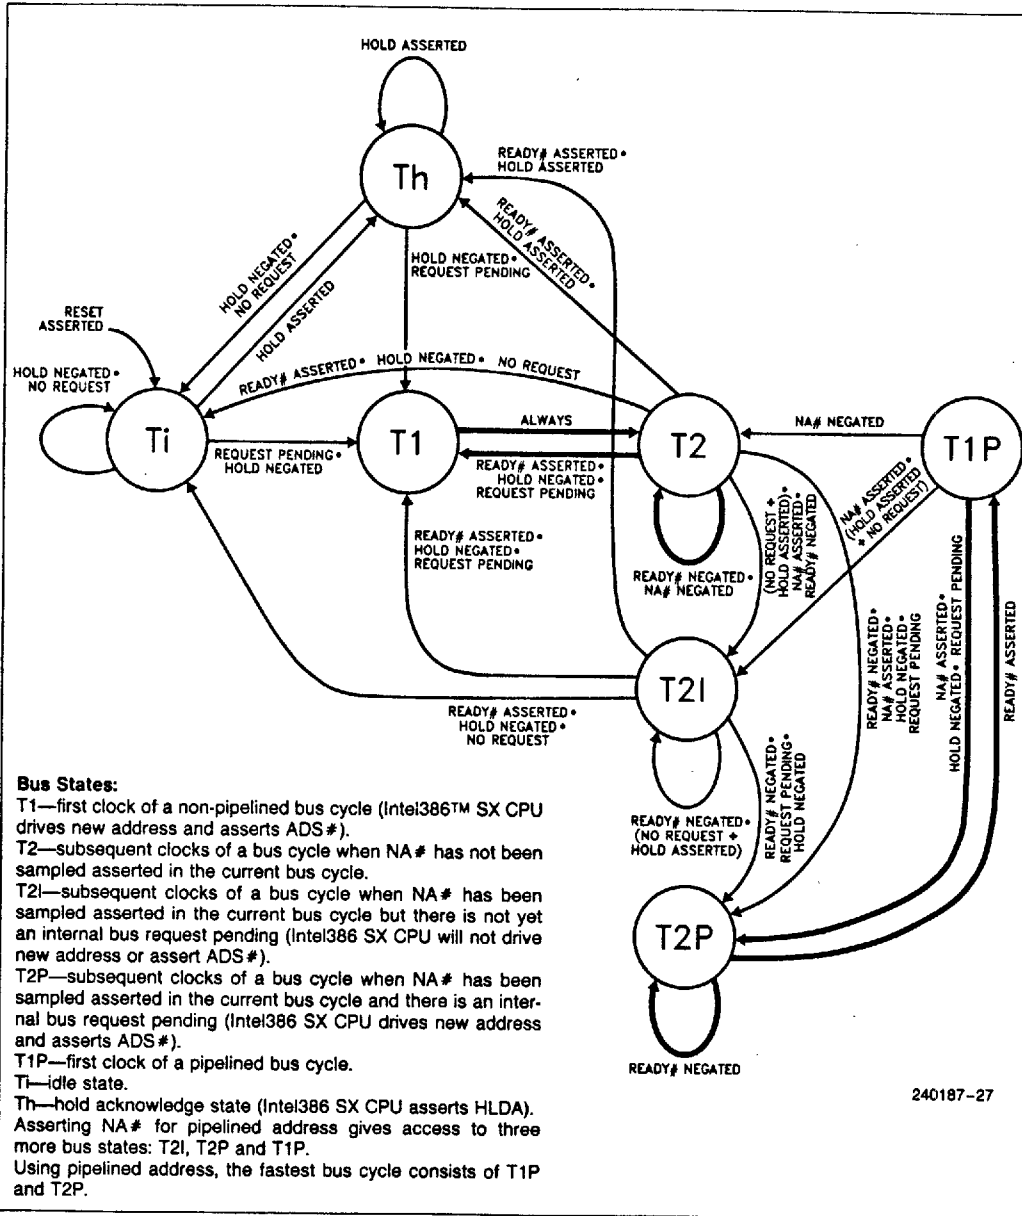 HOLD ASSERTED
Th
READY# ASSERTED•
HOLD ASSERTED
READY# ASSERTED•
HOLD ASSERTED
HOLD NEGATED•
NO REQUEST
HOLD ASSERTED
HOLD NEGATED•
REQUEST PENDING
RESET
ASSERTED
HOLD NEGATED•
NO REQUEST
READY# ASSERTED• HOLD NEGATED• NO REQUEST
Ti
REQUEST PENDING•
HOLD NEGATED
T1
ALWAYS
READY# ASSERTED•
HOLD NEGATED•
REQUEST PENDING
T2
NA# NEGATED
T1P
READY# ASSERTED•
HOLD NEGATED•
REQUEST PENDING
READY# NEGATED•
NA# NEGATED
(NO REQUEST +
HOLD ASSERTED)•
NA# ASSERTED•
READY# NEGATED
NA# ASSERTED•
(HOLD ASSERTED
+ NO REQUEST)
READY# NEGATED•
NA# ASSERTED•
HOLD NEGATED•
REQUEST PENDING
NA# ASSERTED•
HOLD NEGATED• REQUEST PENDING
READY# ASSERTED
T2I
READY# ASSERTED•
HOLD NEGATED•
NO REQUEST
READY# NEGATED•
(NO REQUEST +
HOLD ASSERTED)
READY# NEGATED•
REQUEST PENDING•
HOLD NEGATED
T2P
READY# NEGATED
Bus States:
T1—first clock of a non-pipelined bus cycle (Intel386™ SX CPU
drives new address and asserts ADS#).
T2—subsequent clocks of a bus cycle when NA# has not been
sampled asserted in the current bus cycle.
T2I—subsequent clocks of a bus cycle when NA# has been
sampled asserted in the current bus cycle but there is not yet
an internal bus request pending (Intel386 SX CPU will not drive
new address or assert ADS#).
T2P—subsequent clocks of a bus cycle when NA# has been
sampled asserted in the current bus cycle and there is an inter-
nal bus request pending (Intel386 SX CPU drives new address
and asserts ADS#).
T1P—first clock of a pipelined bus cycle.
Ti—idle state.
Th—hold acknowledge state (Intel386 SX CPU asserts HLDA).
Asserting NA# for pipelined address gives access to three
more bus states: T2I, T2P and T1P.
Using pipelined address, the fastest bus cycle consists of T1P
and T2P.
240187-27